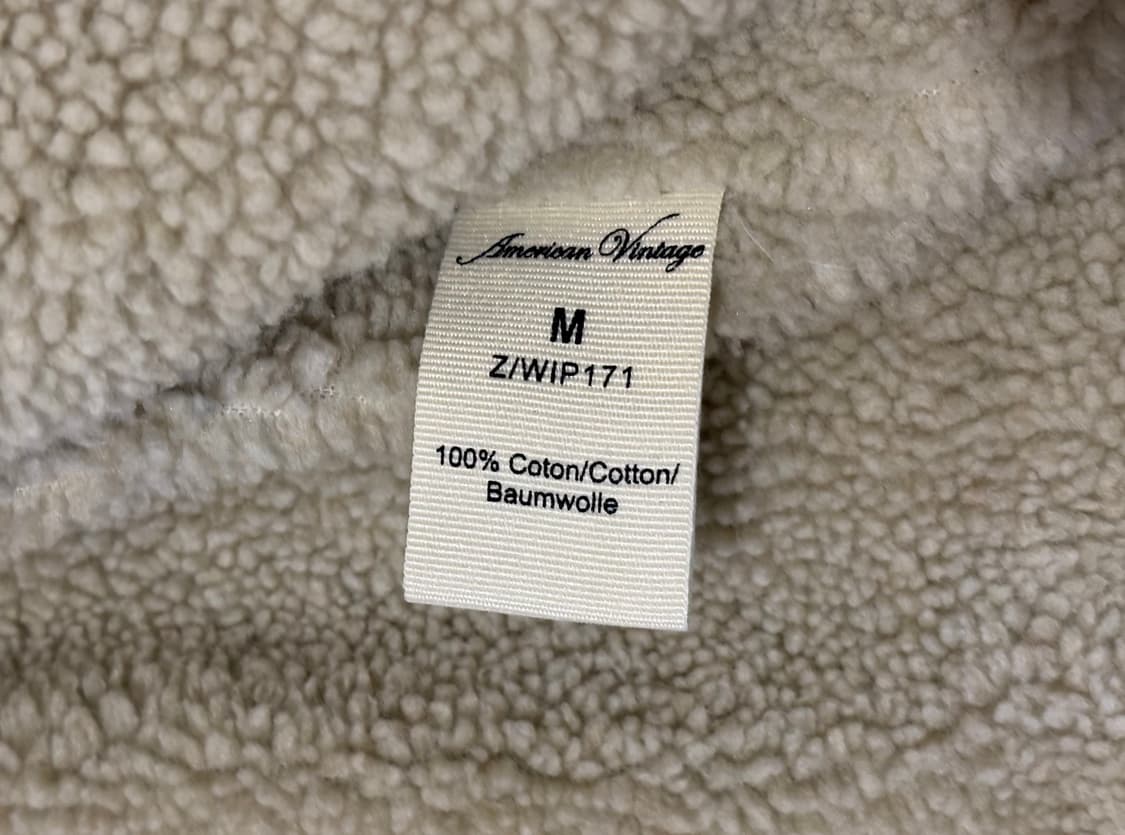 American Vintage
M
Z/WIP171
100% Coton/Cotton/
Baumwolle